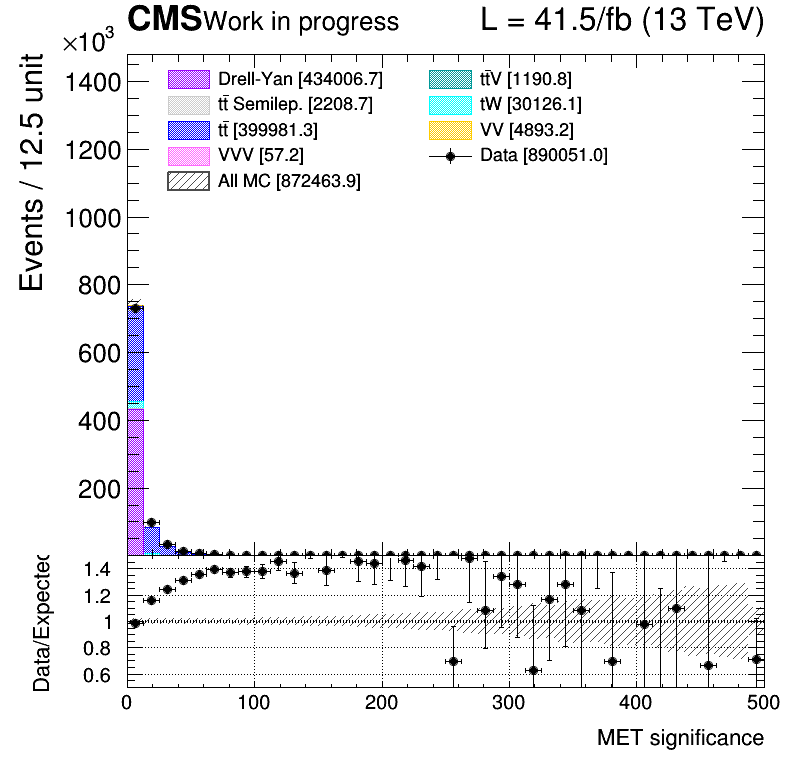 CMS Work in progress L = 41.5/fb (13 TeV)
×10³
Events / 12.5 unit
1400
1200
1000
800
600
400
200
Drell-Yan [434006.7]
tt̄ Semilep. [2208.7]
tt̄ [399981.3]
VVV [57.2]
All MC [872463.9]
tt̄V [1190.8]
tW [30126.1]
VV [4893.2]
Data [890051.0]
Data/Expected
1.4
1.2
1
0.8
0.6
0 100 200 300 400 500
MET significance